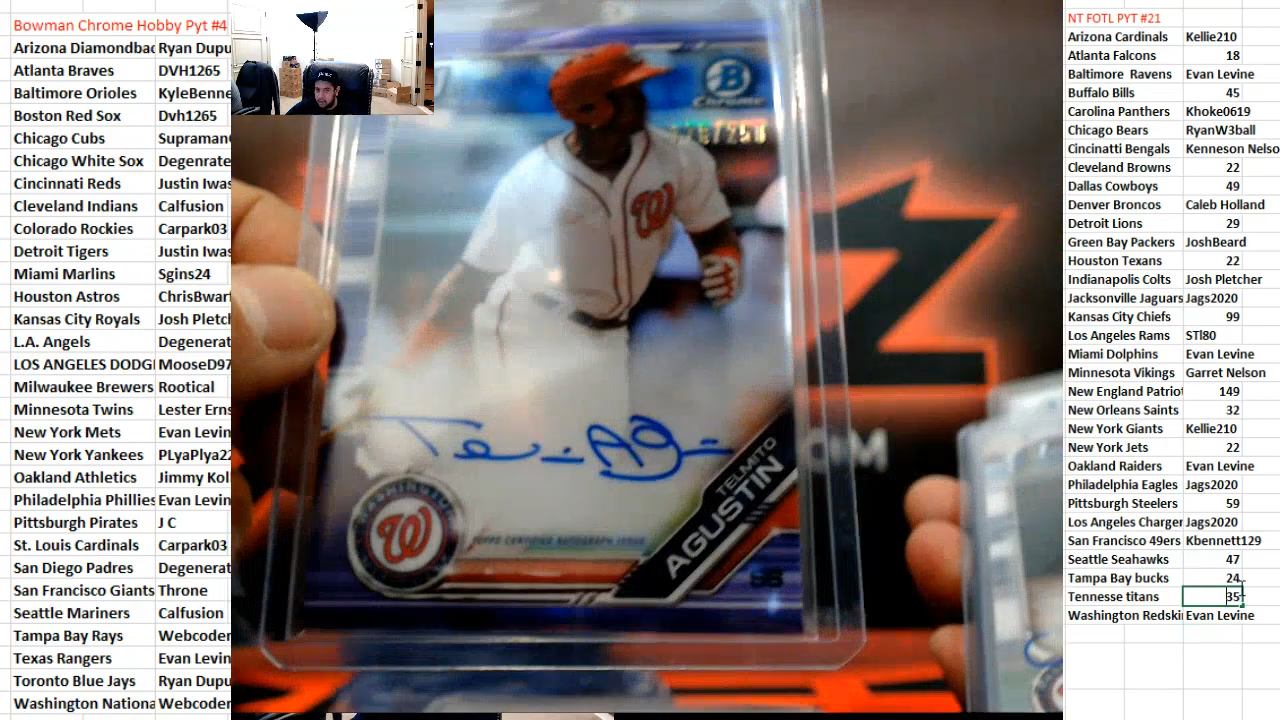 Bowman Chrome Hobby Pyt #4
Arizona Diamondbac Ryan Dupu
Atlanta Braves DVH1265
Baltimore Orioles KyleBenne
Boston Red Sox Dvh1265
Chicago Cubs Supraman
Chicago White Sox Degenrate
Cincinnati Reds Justin Iwas
Cleveland Indians Calfusion
Colorado Rockies Carpark03
Detroit Tigers Justin Iwas
Miami Marlins Sgins24
Houston Astros ChrisBwart
Kansas City Royals Josh Pletch
L.A. Angels Degenerat
LOS ANGELES DODG MooseD97
Milwaukee Brewers Rootical
Minnesota Twins Lester Erns
New York Mets Evan Levin
New York Yankees PLyaPlya22
Oakland Athletics Jimmy Kol
Philadelphia Phillies Evan Levin
Pittsburgh Pirates J C
St. Louis Cardinals Carpark03
San Diego Padres Degenerat
San Francisco Giants Throne
Seattle Mariners Calfusion
Tampa Bay Rays Webcoder
Texas Rangers Evan Levin
Toronto Blue Jays Ryan Dupu
Washington Nationa Webcoder
B
Chrome
W
TELMITO
AGUSTIN
WASHINGTON
W
TOPPS CERTIFIED AUTOGRAPH ISSUE
OM
NT FOTL PYT #21
Arizona Cardinals Kellie210
Atlanta Falcons 18
Baltimore Ravens Evan Levine
Buffalo Bills 45
Carolina Panthers Khoke0619
Chicago Bears RyanW3ball
Cincinatti Bengals Kenneson Nelso
Cleveland Browns 22
Dallas Cowboys 49
Denver Broncos Caleb Holland
Detroit Lions 29
Green Bay Packers JoshBeard
Houston Texans 22
Indianapolis Colts Josh Pletcher
Jacksonville Jaguars Jags2020
Kansas City Chiefs 99
Los Angeles Rams STl80
Miami Dolphins Evan Levine
Minnesota Vikings Garret Nelson
New England Patriot 149
New Orleans Saints 32
New York Giants Kellie210
New York Jets 22
Oakland Raiders Evan Levine
Philadelphia Eagles Jags2020
Pittsburgh Steelers 59
Los Angeles Charger Jags2020
San Francisco 49ers Kbennett129
Seattle Seahawks 47
Tampa Bay bucks 24
Tennesse titans 35
Washington Redski Evan Levine